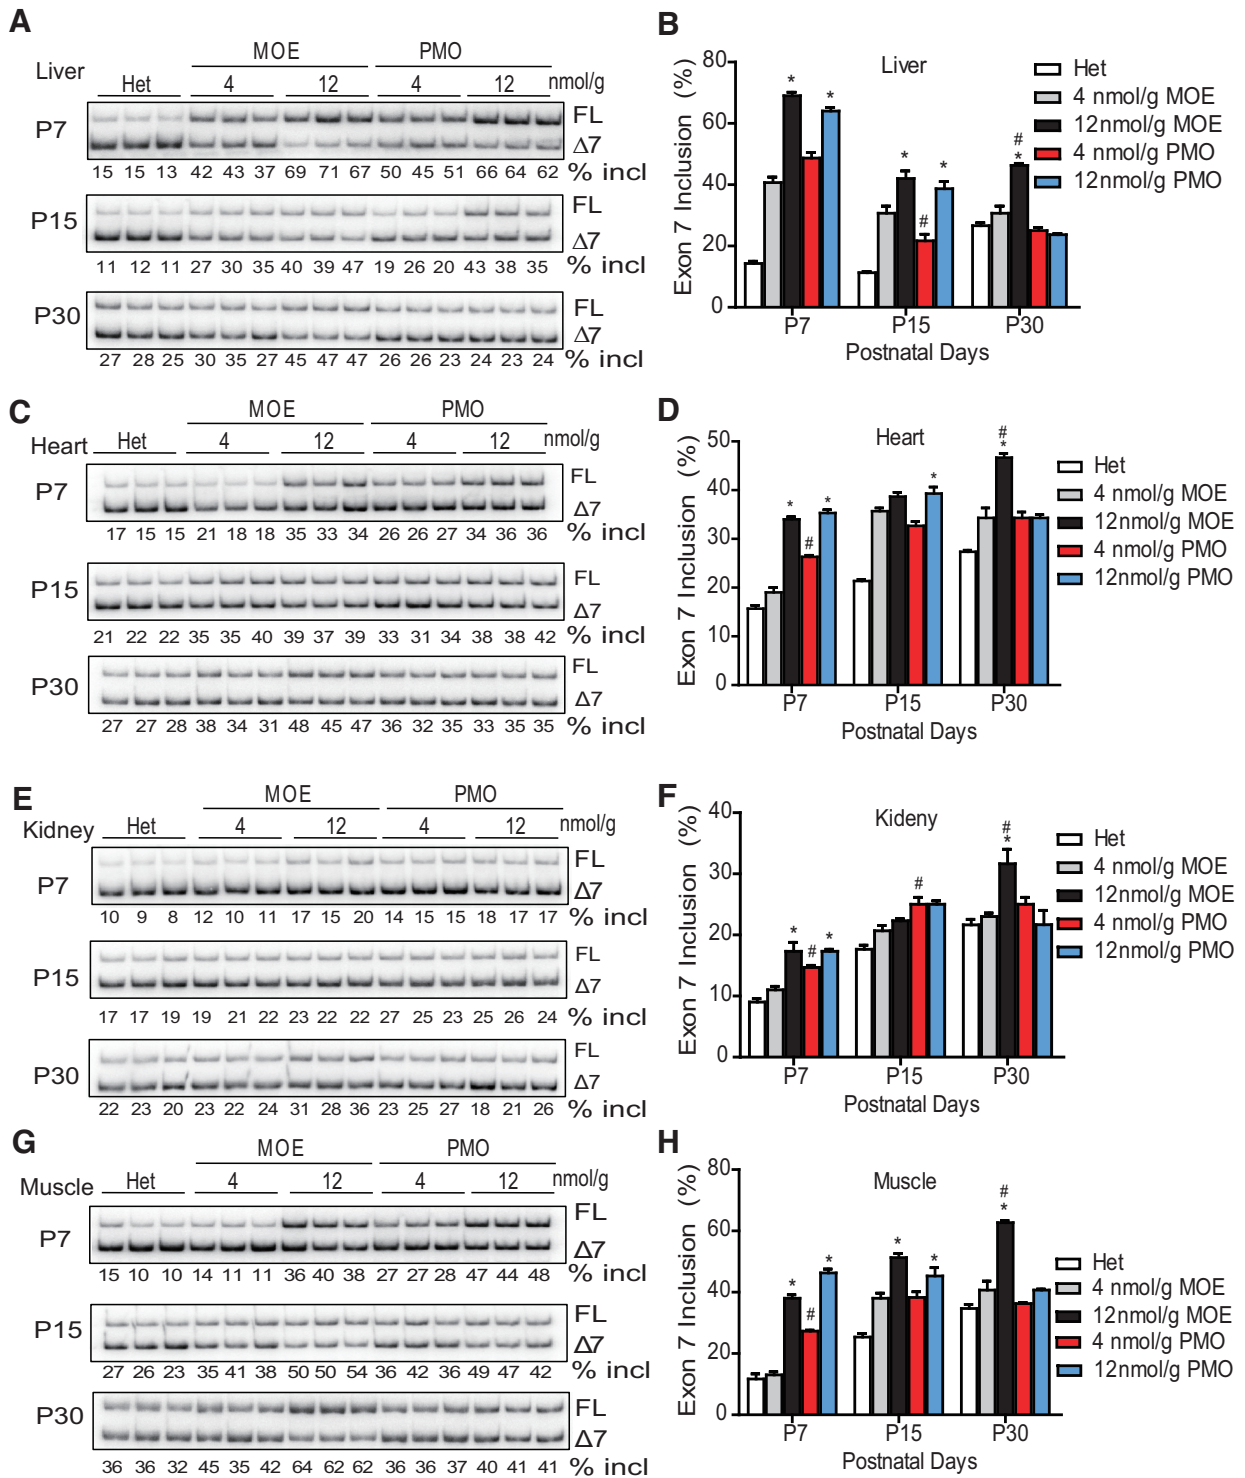 A
MOE PMO
Liver Het 4 12 4 12 nmol/g
P7 FL
Δ7
15 15 13 42 43 37 69 71 67 50 45 51 66 64 62 % incl
P15 FL
Δ7
11 12 11 27 30 35 40 39 47 19 26 20 43 38 35 % incl
P30 FL
Δ7
27 28 25 30 35 27 45 47 47 26 26 23 24 23 24 % incl
B
Liver
Exon 7 Inclusion (%)
80
60
40
20
0
* * * # * # *
P7 P15 P30
Postnatal Days
Het
4 nmol/g MOE
12nmol/g MOE
4 nmol/g PMO
12nmol/g PMO
C
MOE PMO
Heart Het 4 12 4 12 nmol/g
P7 FL
Δ7
17 15 15 21 18 18 35 33 34 26 26 27 34 36 36 % incl
P15 FL
Δ7
21 22 22 35 35 40 39 37 39 33 31 34 38 38 42 % incl
P30 FL
Δ7
27 27 28 38 34 31 48 45 47 36 32 35 33 35 35 % incl
D
Heart
Exon 7 Inclusion (%)
50
40
30
20
10
0
* # * * # *
P7 P15 P30
Postnatal Days
Het
4 nmol/g MOE
12nmol/g MOE
4 nmol/g PMO
12nmol/g PMO
E
MOE PMO
Kidney Het 4 12 4 12 nmol/g
P7 FL
Δ7
10 9 8 12 10 11 17 15 20 14 15 15 18 17 17 % incl
P15 FL
Δ7
17 17 19 19 21 22 23 22 22 27 25 23 25 26 24 % incl
P30 FL
Δ7
22 23 20 23 22 24 31 28 36 23 25 27 18 21 26 % incl
F
Kideny
Exon 7 Inclusion (%)
40
30
20
10
0
* # * # # *
P7 P15 P30
Postnatal Days
Het
4 nmol/g MOE
12nmol/g MOE
4 nmol/g PMO
12nmol/g PMO
G
MOE PMO
Muscle Het 4 12 4 12 nmol/g
P7 FL
Δ7
15 10 10 14 11 11 36 40 38 27 27 28 47 44 48 % incl
P15 FL
Δ7
27 26 23 35 41 38 50 50 54 36 42 36 49 47 42 % incl
P30 FL
Δ7
36 36 32 45 35 42 64 62 62 36 36 37 40 41 41 % incl
H
Muscle
Exon 7 Inclusion (%)
80
60
40
20
0
* # * * * # *
P7 P15 P30
Postnatal Days
Het
4 nmol/g MOE
12nmol/g MOE
4 nmol/g PMO
12nmol/g PMO